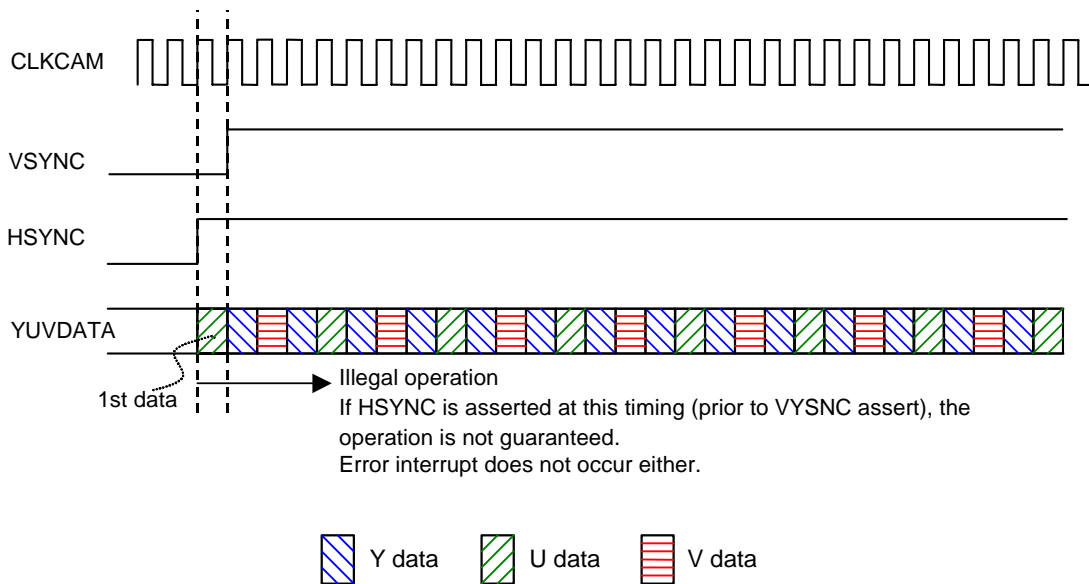 CLKCAM
VSYNC
HSYNC
YUVDATA
1st data
Illegal operation
If HSYNC is asserted at this timing (prior to VYSNC assert), the
operation is not guaranteed.
Error interrupt does not occur either.
Y data
U data
V data